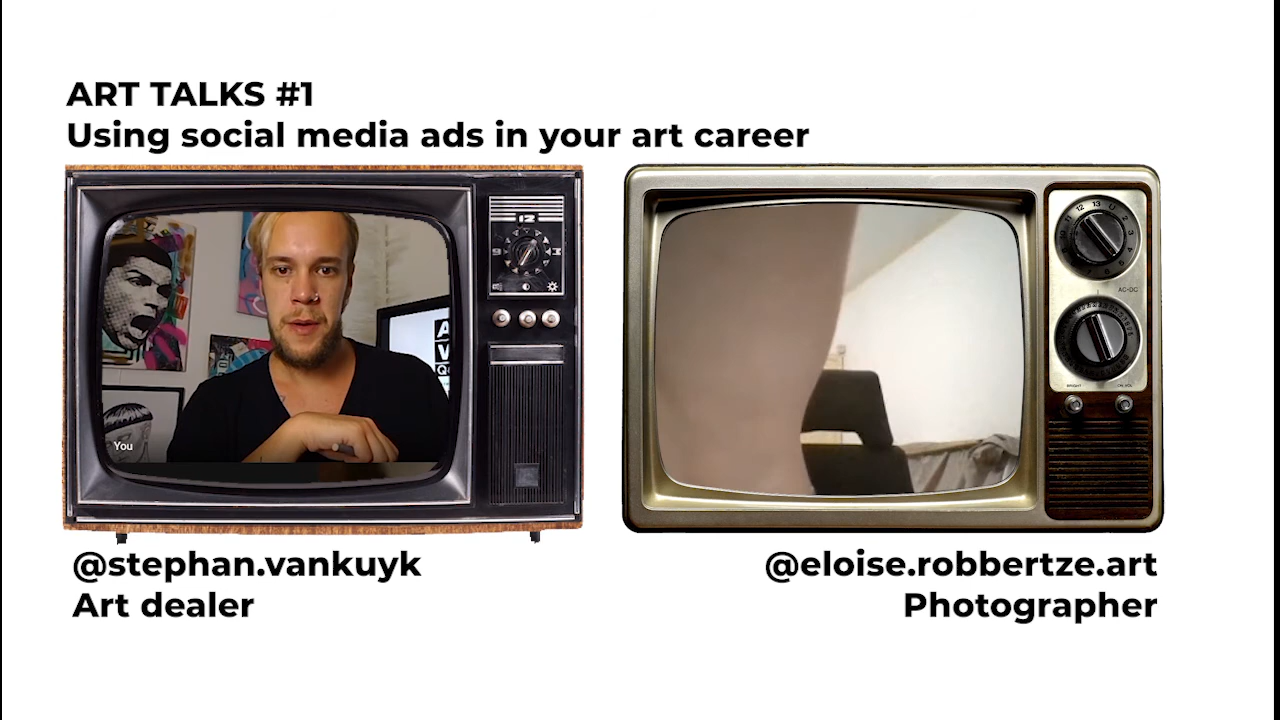 ART TALKS #1
Using social media ads in your art career
You
@stephan.vankuyk
Art dealer
@eloise.robbertze.art
Photographer